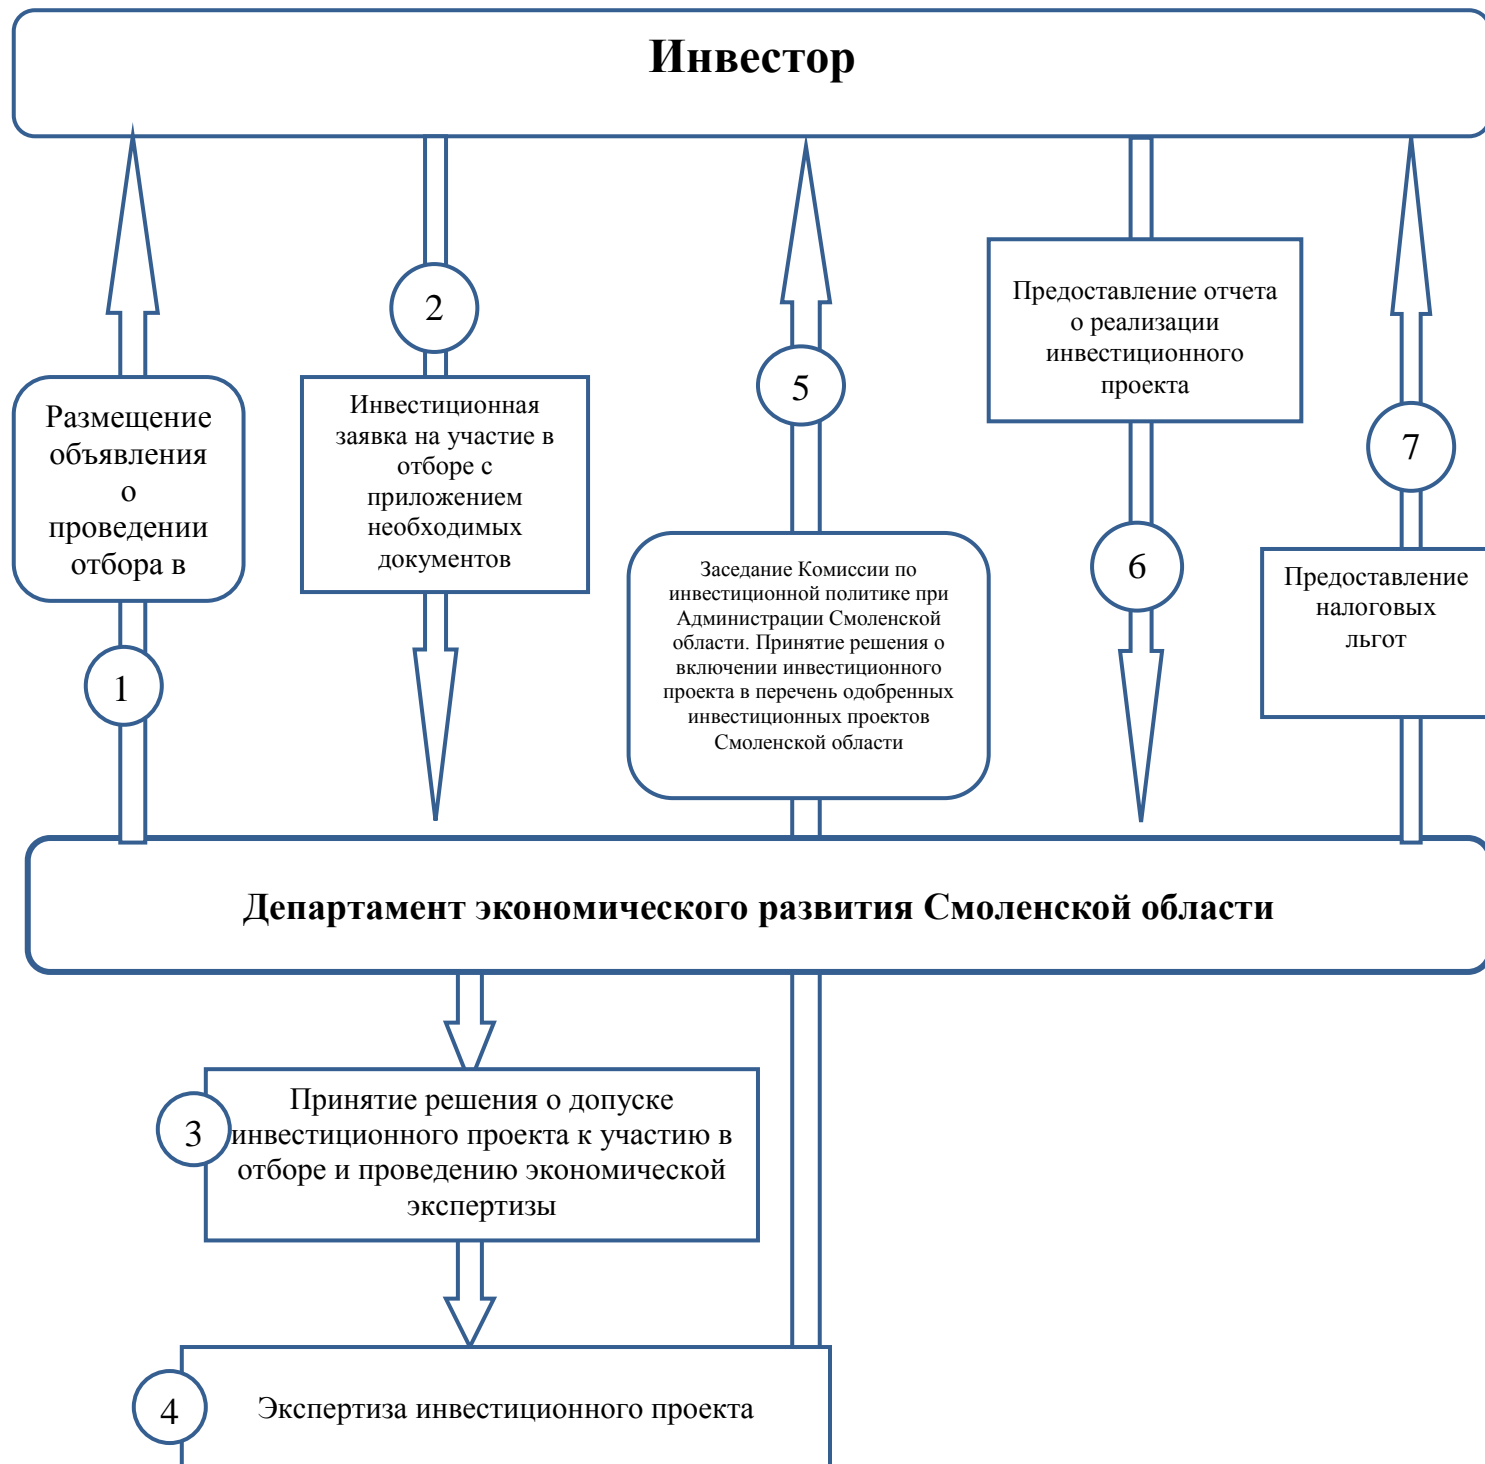 Инвестор
1
Размещение
объявления
о
проведении
отбора в
2
Инвестиционная
заявка на участие в
отборе с
приложением
необходимых
документов
5
Заседание Комиссии по
инвестиционной политике при
Администрации Смоленской
области. Принятие решения о
включении инвестиционного
проекта в перечень одобренных
инвестиционных проектов
Смоленской области
Предоставление отчета
о реализации
инвестиционного
проекта
6
7
Предоставление
налоговых
льгот
Департамент экономического развития Смоленской области
3
Принятие решения о допуске
инвестиционного проекта к участию в
отборе и проведению экономической
экспертизы
4
Экспертиза инвестиционного проекта